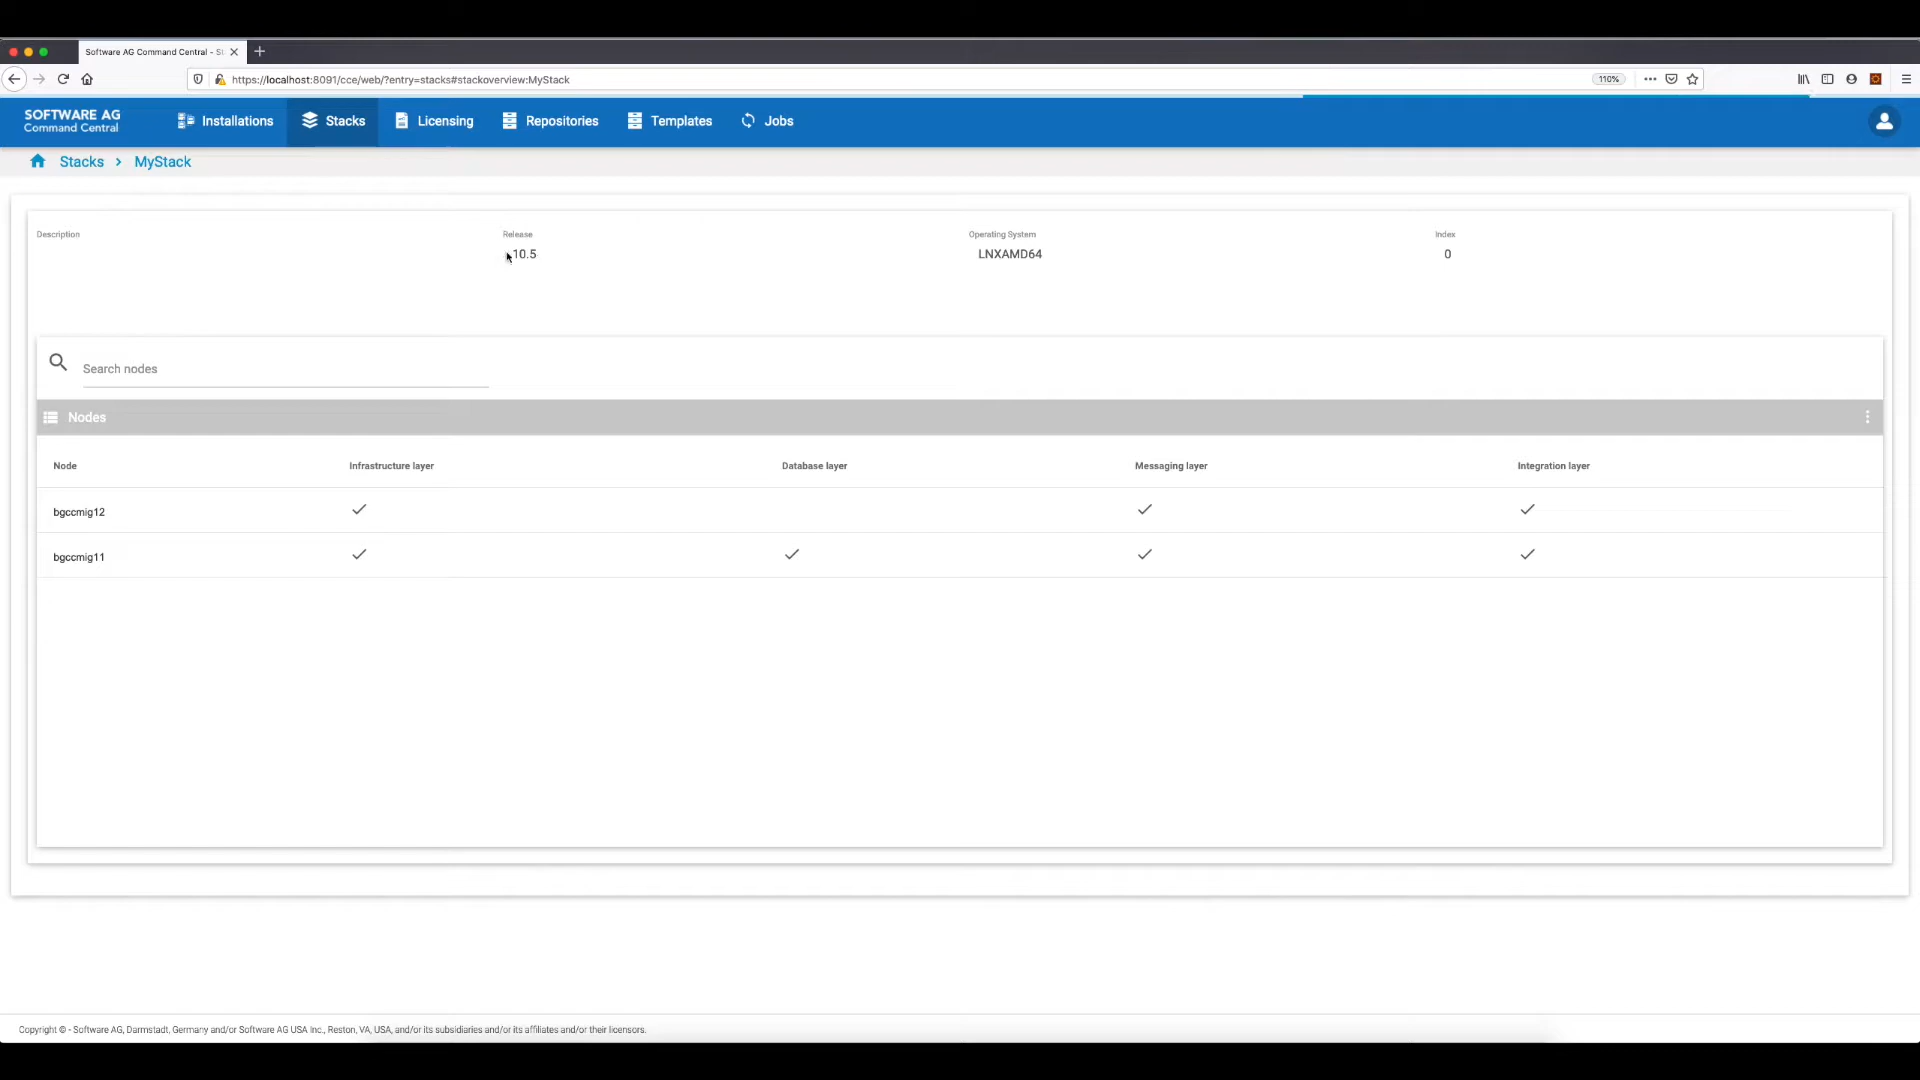 Software AG Command Central - S
https://localhost:8091/cce/web/?entry=stacks#stackoverview:MyStack
110%
SOFTWARE AG
Command Central
Installations
Stacks
Licensing
Repositories
Templates
Jobs
Stacks > MyStack
Description
Release
Operating System
Index
10.5
LNXAMD64
0
Search nodes
Nodes
Node
Infrastructure layer
Database layer
Messaging layer
Integration layer
bgccmig12
bgccmig11
Copyright © - Software AG, Darmstadt, Germany and/or Software AG USA Inc., Reston, VA, USA, and/or its subsidiaries and/or its affiliates and/or their licensors.